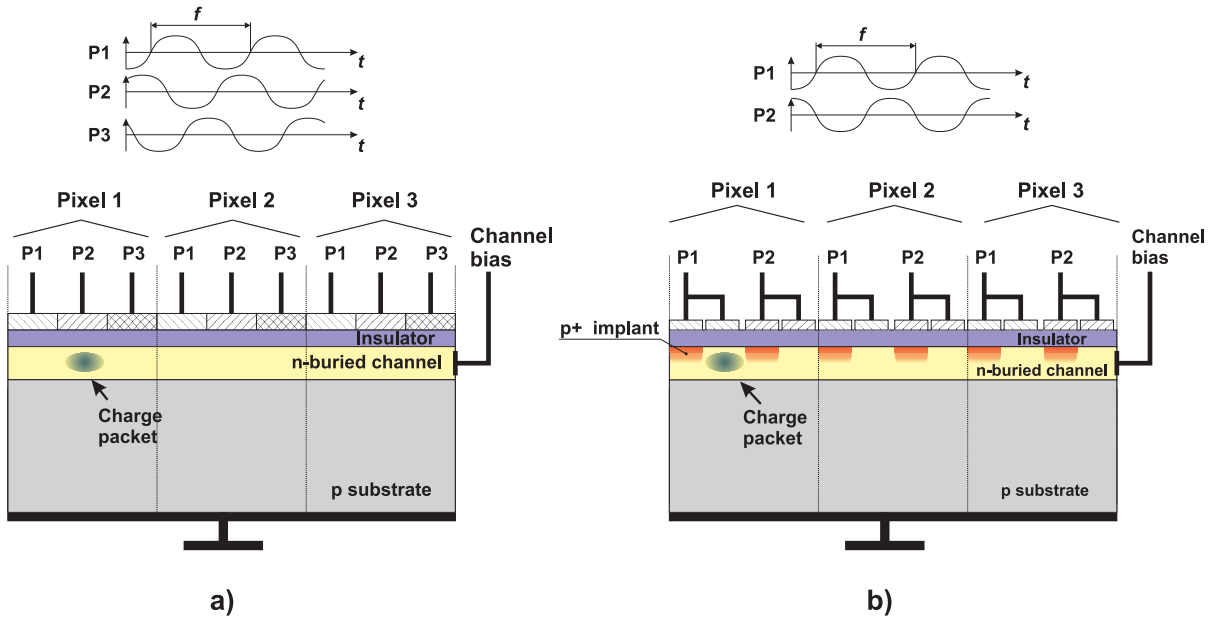 f
P1
t
P2
t
P3
t
Pixel 1 Pixel 2 Pixel 3
P1 P2 P3 P1 P2 P3 P1 P2 P3
Channel
bias
Insulator
n-buried channel
Charge
packet
p substrate
a)
f
P1
t
P2
t
Pixel 1 Pixel 2 Pixel 3
P1 P2 P1 P2 P1 P2
Channel
bias
p+ implant
Insulator
n-buried channel
Charge
packet
p substrate
b)